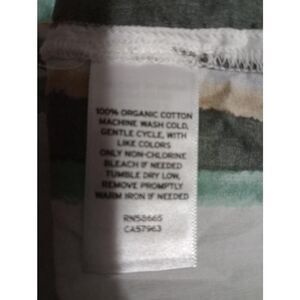 100% ORGANIC COTTON
MACHINE WASH COLD,
GENTLE CYCLE, WITH
LIKE COLORS
ONLY NON-CHLORINE
BLEACH IF NEEDED
TUMBLE DRY LOW,
REMOVE PROMPTLY
WARM IRON IF NEEDED
RN58665
CA57963